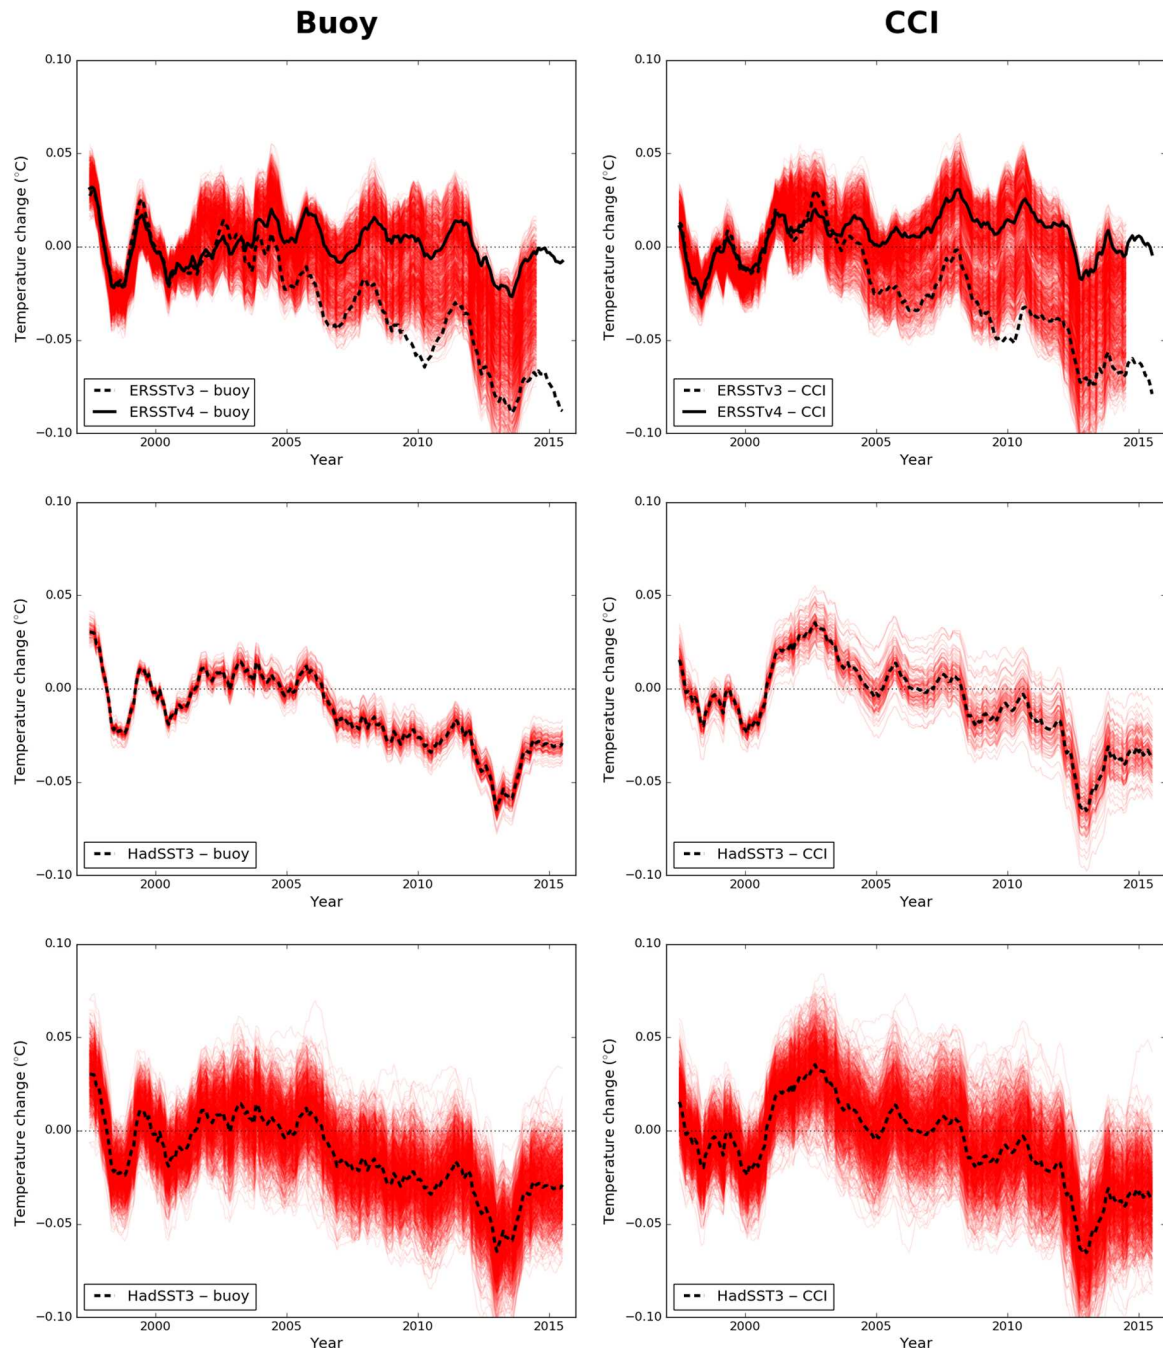 Buoy
CCI
0.10
0.05
0.00
−0.05
−0.10
Temperature change (°C)
2000
2005
2010
2015
Year
ERSSTv3 – buoy
ERSSTv4 – buoy
0.10
0.05
0.00
−0.05
−0.10
Temperature change (°C)
2000
2005
2010
2015
Year
ERSSTv3 – CCI
ERSSTv4 – CCI
0.10
0.05
0.00
−0.05
−0.10
Temperature change (°C)
2000
2005
2010
2015
Year
HadSST3 – buoy
0.10
0.05
0.00
−0.05
−0.10
Temperature change (°C)
2000
2005
2010
2015
Year
HadSST3 – CCI
0.10
0.05
0.00
−0.05
−0.10
Temperature change (°C)
2000
2005
2010
2015
Year
HadSST3 – buoy
0.10
0.05
0.00
−0.05
−0.10
Temperature change (°C)
2000
2005
2010
2015
Year
HadSST3 – CCI